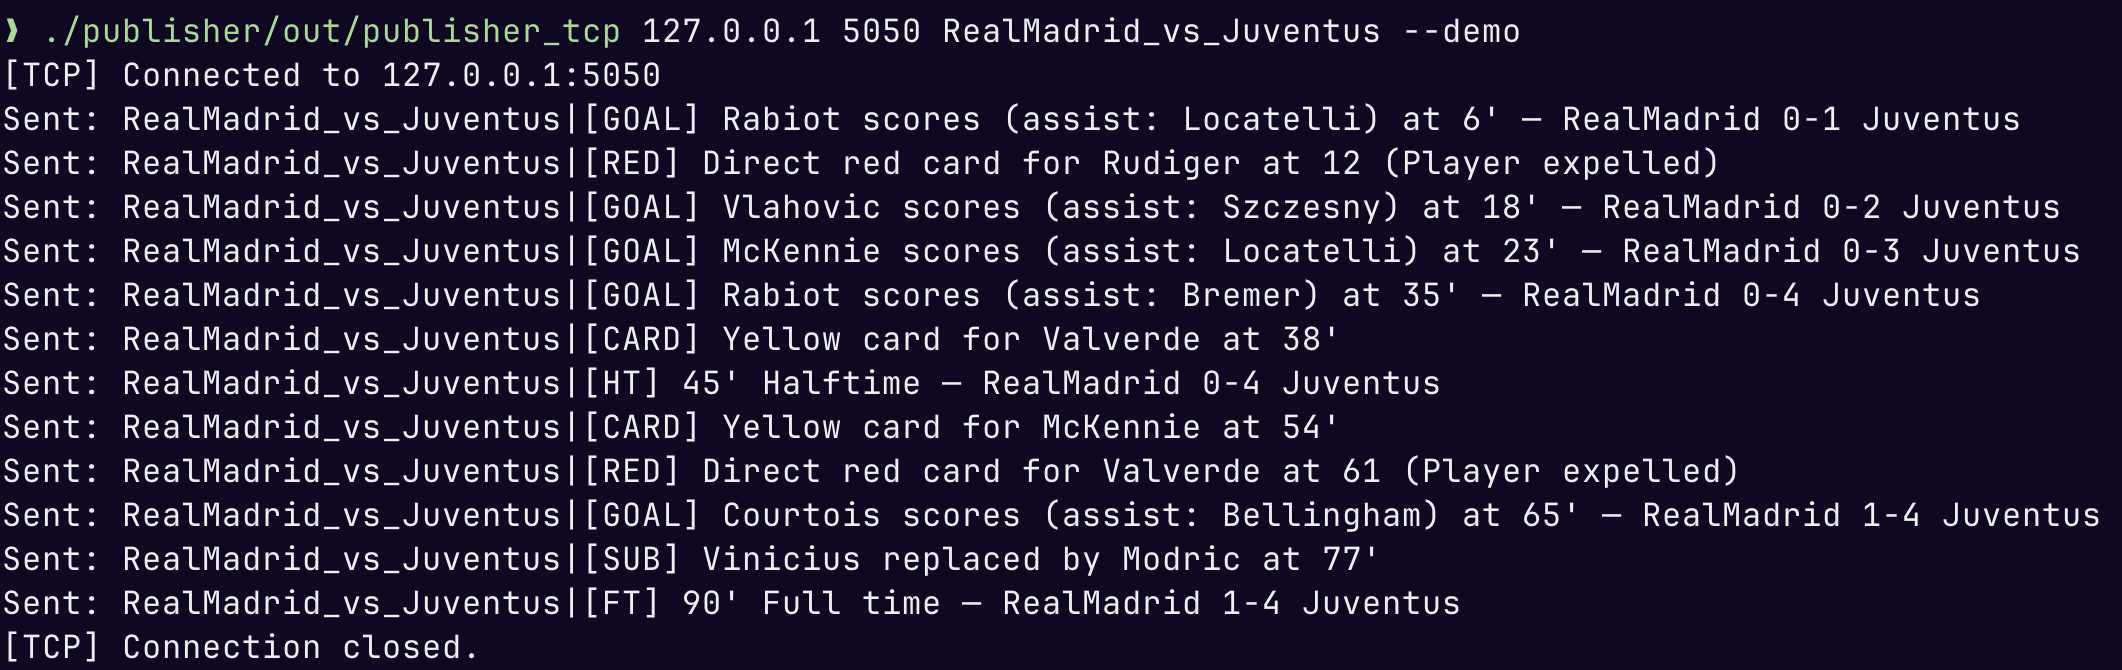 ❫ ./publisher/out/publisher_tcp 127.0.0.1 5050 RealMadrid_vs_Juventus --demo
[TCP] Connected to 127.0.0.1:5050
Sent: RealMadrid_vs_Juventus|[GOAL] Rabiot scores (assist: Locatelli) at 6' — RealMadrid 0-1 Juventus
Sent: RealMadrid_vs_Juventus|[RED] Direct red card for Rudiger at 12 (Player expelled)
Sent: RealMadrid_vs_Juventus|[GOAL] Vlahovic scores (assist: Szczesny) at 18' — RealMadrid 0-2 Juventus
Sent: RealMadrid_vs_Juventus|[GOAL] McKennie scores (assist: Locatelli) at 23' — RealMadrid 0-3 Juventus
Sent: RealMadrid_vs_Juventus|[GOAL] Rabiot scores (assist: Bremer) at 35' — RealMadrid 0-4 Juventus
Sent: RealMadrid_vs_Juventus|[CARD] Yellow card for Valverde at 38'
Sent: RealMadrid_vs_Juventus|[HT] 45' Halftime — RealMadrid 0-4 Juventus
Sent: RealMadrid_vs_Juventus|[CARD] Yellow card for McKennie at 54'
Sent: RealMadrid_vs_Juventus|[RED] Direct red card for Valverde at 61 (Player expelled)
Sent: RealMadrid_vs_Juventus|[GOAL] Courtois scores (assist: Bellingham) at 65' — RealMadrid 1-4 Juventus
Sent: RealMadrid_vs_Juventus|[SUB] Vinicius replaced by Modric at 77'
Sent: RealMadrid_vs_Juventus|[FT] 90' Full time — RealMadrid 1-4 Juventus
[TCP] Connection closed.